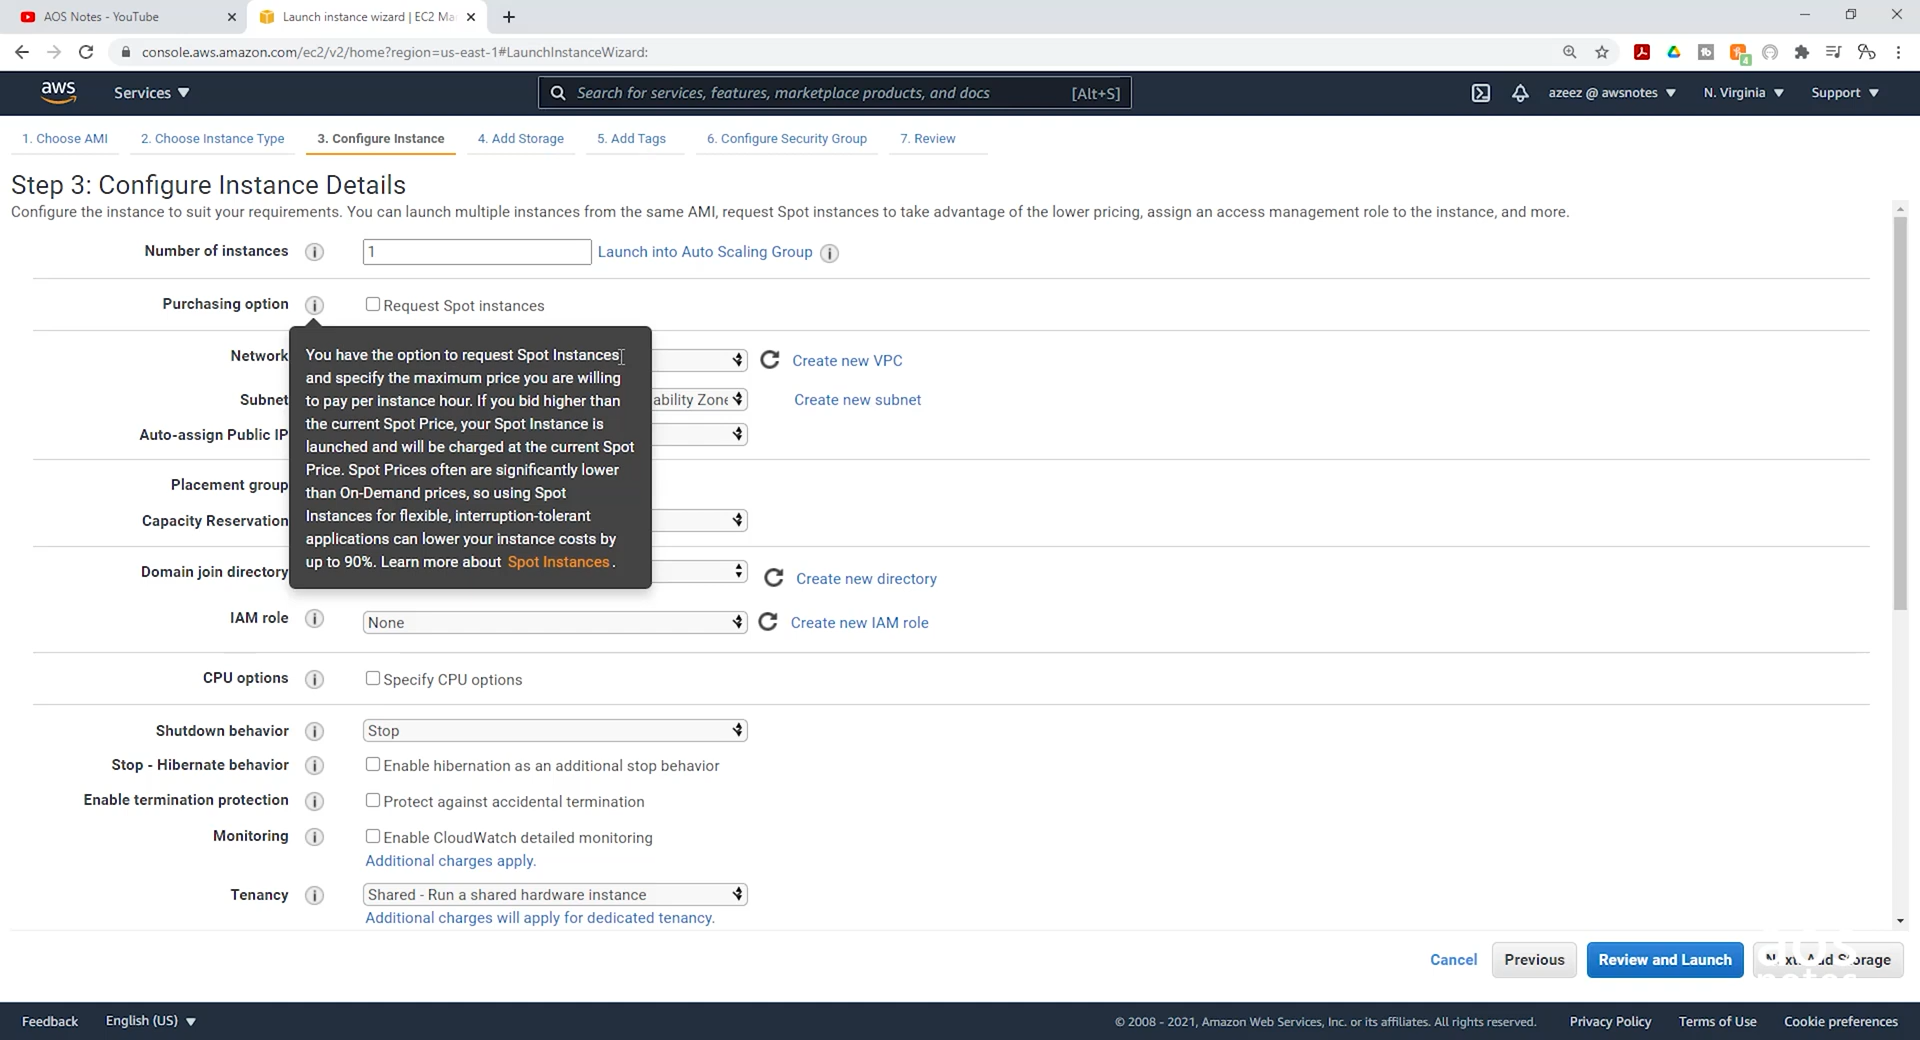 AOS Notes - YouTube
Launch instance wizard | EC2 Ma
console.aws.amazon.com/ec2/v2/home?region=us-east-1#LaunchInstanceWizard:
4
aws
Services
Search for services, features, marketplace products, and docs
[Alt+S]
azeez @ awsnotes
N. Virginia
Support
1. Choose AMI
2. Choose Instance Type
3. Configure Instance
4. Add Storage
5. Add Tags
6. Configure Security Group
7. Review
Step 3: Configure Instance Details
Configure the instance to suit your requirements. You can launch multiple instances from the same AMI, request Spot instances to take advantage of the lower pricing, assign an access management role to the instance, and more.
Number of instances
1
Launch into Auto Scaling Group
Purchasing option
Request Spot instances
You have the option to request Spot Instances
and specify the maximum price you are willing
to pay per instance hour. If you bid higher than
the current Spot Price, your Spot Instance is
launched and will be charged at the current Spot
Price. Spot Prices often are significantly lower
than On-Demand prices, so using Spot
Instances for flexible, interruption-tolerant
applications can lower your instance costs by
up to 90%. Learn more about Spot Instances.
Network
Create new VPC
Subnet
ability Zone
Create new subnet
Auto-assign Public IP
Placement group
Capacity Reservation
Domain join directory
Create new directory
IAM role
None
Create new IAM role
CPU options
Specify CPU options
Shutdown behavior
Stop
Stop - Hibernate behavior
Enable hibernation as an additional stop behavior
Enable termination protection
Protect against accidental termination
Monitoring
Enable CloudWatch detailed monitoring
Additional charges apply.
Tenancy
Shared - Run a shared hardware instance
Additional charges will apply for dedicated tenancy.
Cancel
Previous
Review and Launch
Next: Add Storage
aos
notes
Feedback
English (US)
© 2008 - 2021, Amazon Web Services, Inc. or its affiliates. All rights reserved.
Privacy Policy
Terms of Use
Cookie preferences